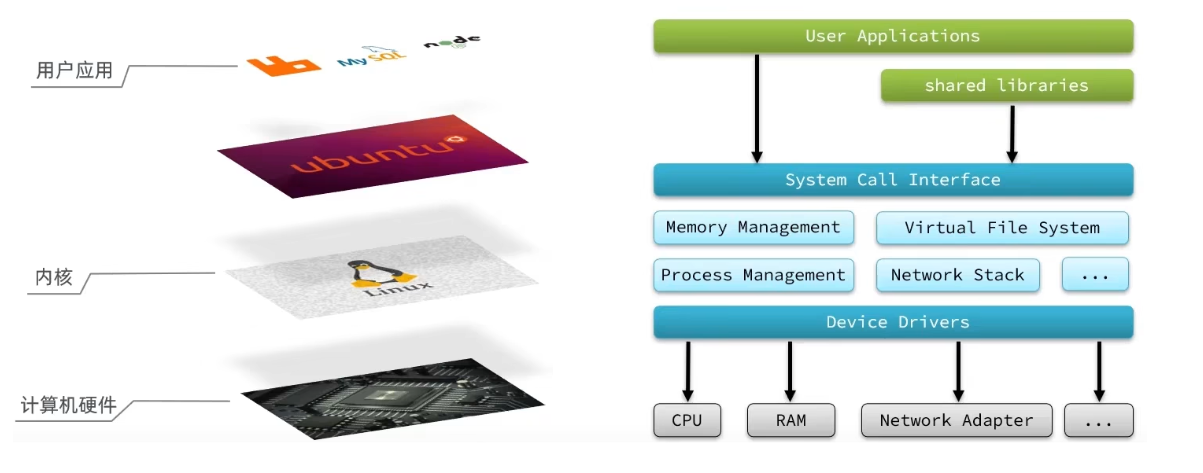 用户应用
MySQL
node
ubuntu
内核
Linux
计算机硬件
User Applications
shared libraries
System Call Interface
Memory Management
Virtual File System
Process Management
Network Stack
...
Device Drivers
CPU
RAM
Network Adapter
...